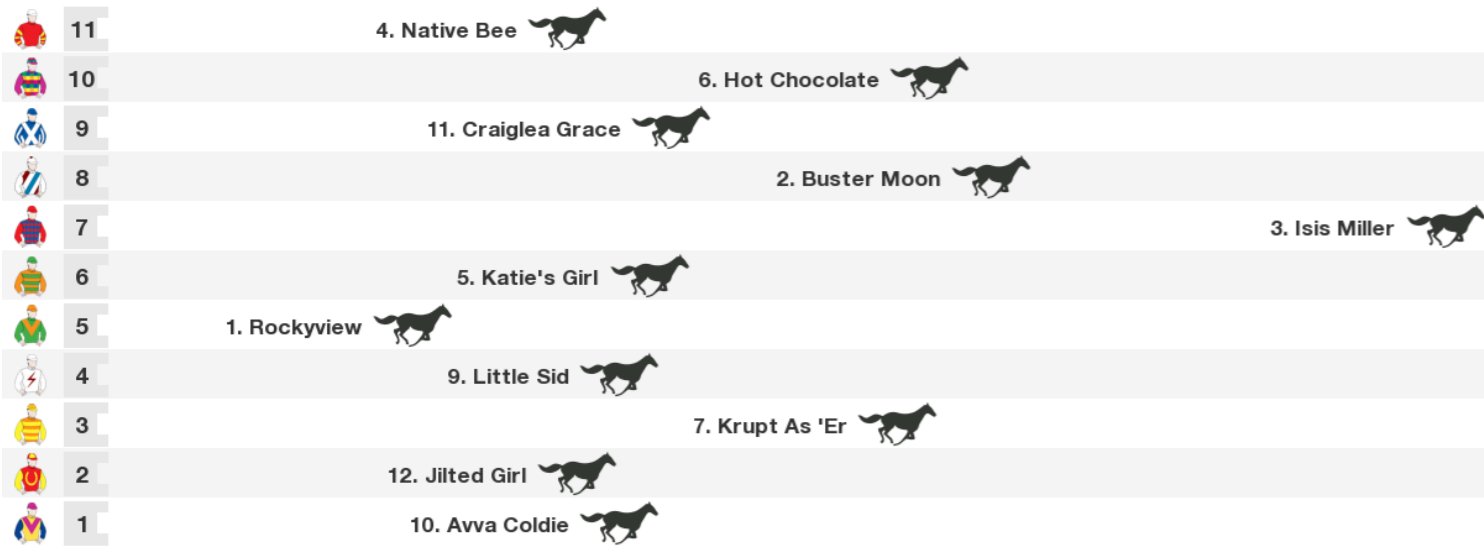 11 4. Native Bee
10 6. Hot Chocolate
9 11. Craiglea Grace
8 2. Buster Moon
7 3. Isis Miller
6 5. Katie's Girl
5 1. Rockyview
4 9. Little Sid
3 7. Krupt As 'Er
2 12. Jilted Girl
1 10. Avva Coldie